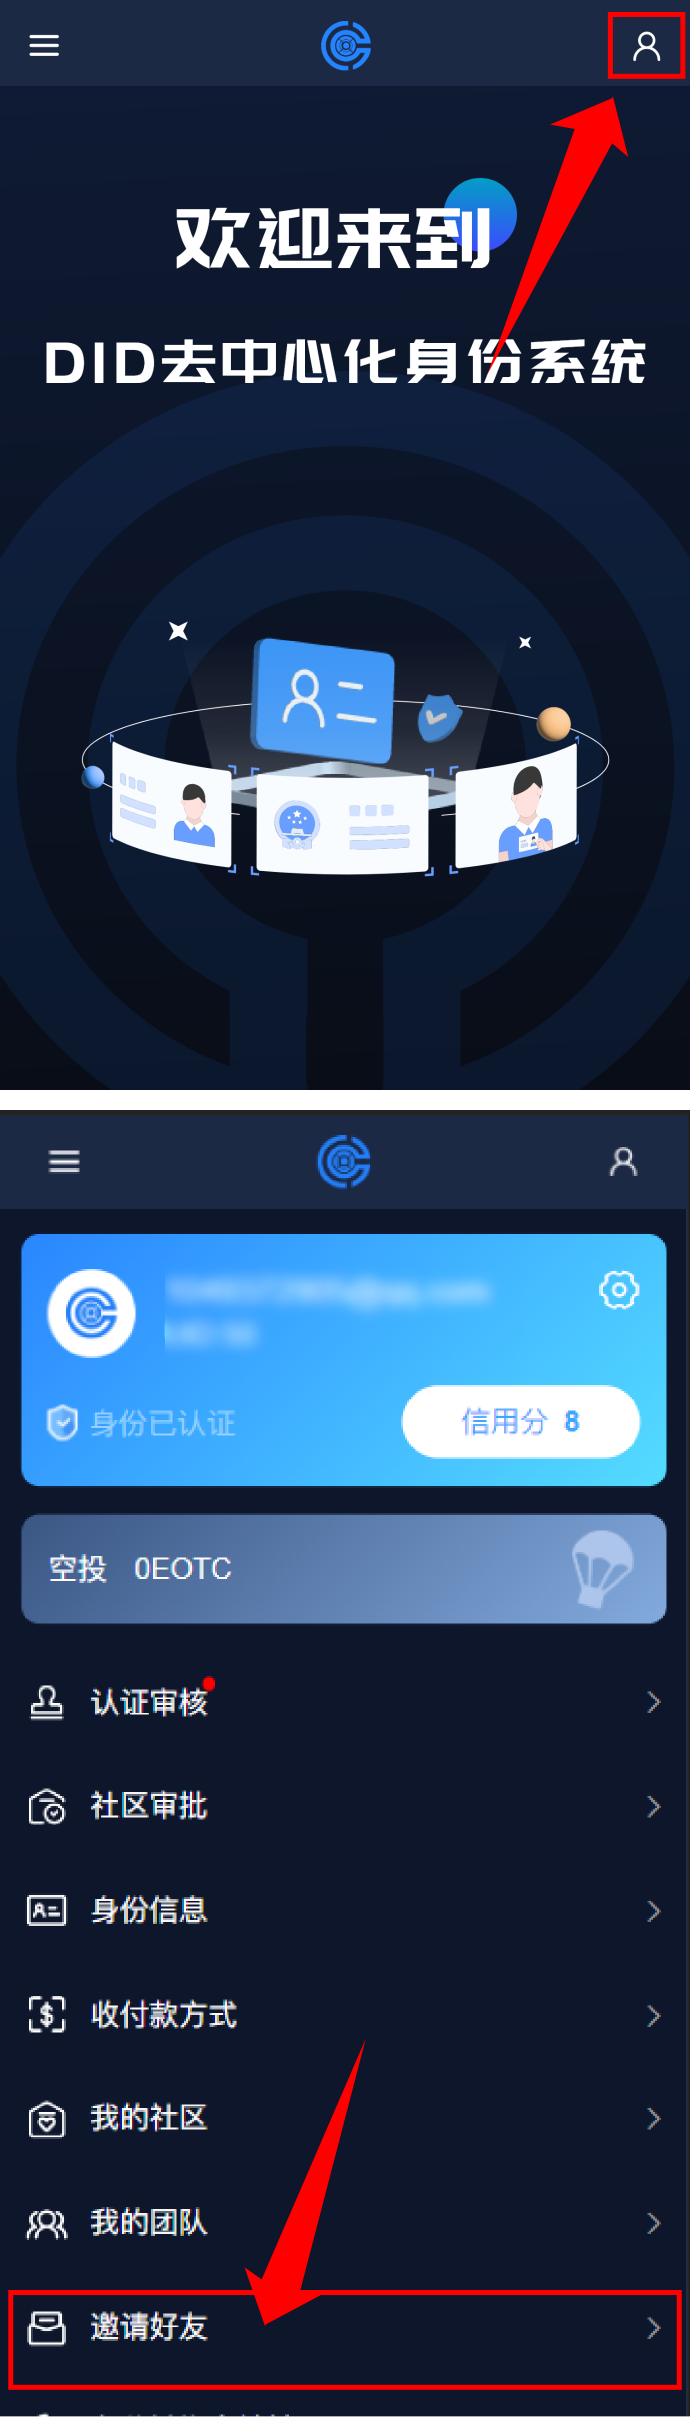 欢迎来到
DID去中心化身份系统
身份已认证
信用分 8
空投 0EOTC
认证审核
社区审批
身份信息
收付款方式
我的社区
我的团队
邀请好友